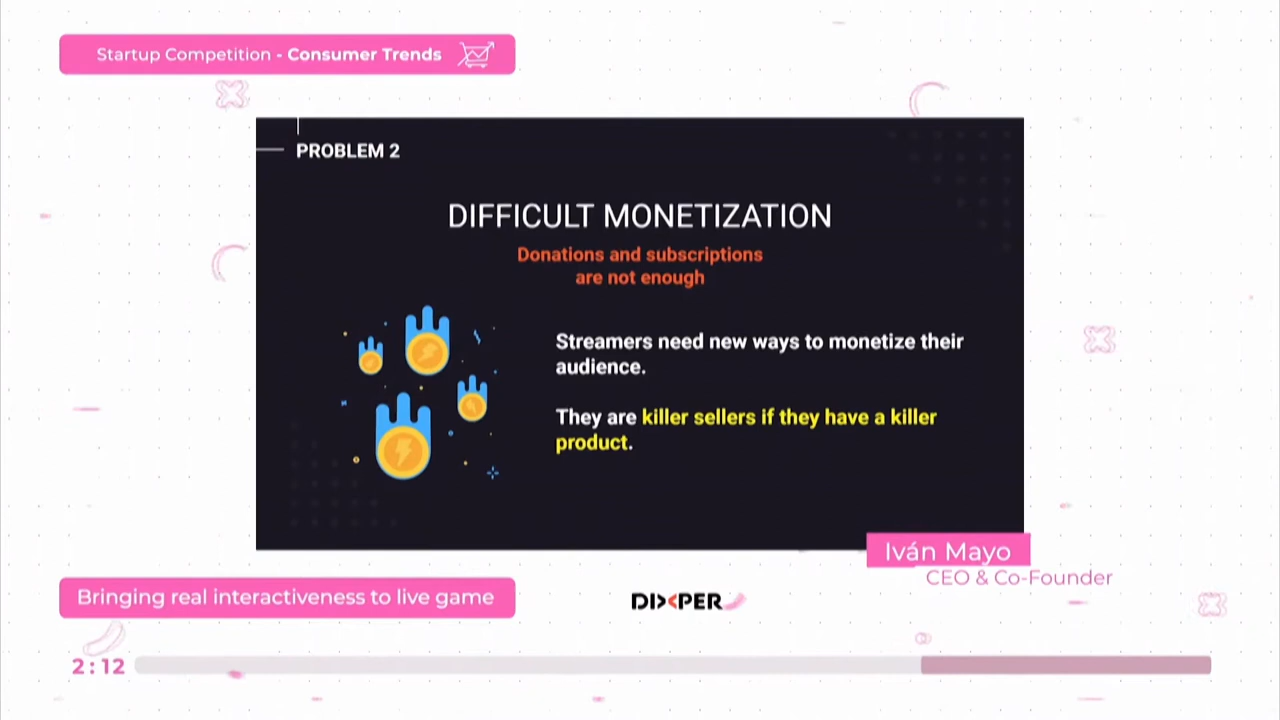 Startup Competition - Consumer Trends
PROBLEM 2
DIFFICULT MONETIZATION
Donations and subscriptions
are not enough
Streamers need new ways to monetize their
audience.
They are killer sellers if they have a killer
product.
Iván Mayo
CEO & Co-Founder
Bringing real interactiveness to live game
DIXPER
2:12